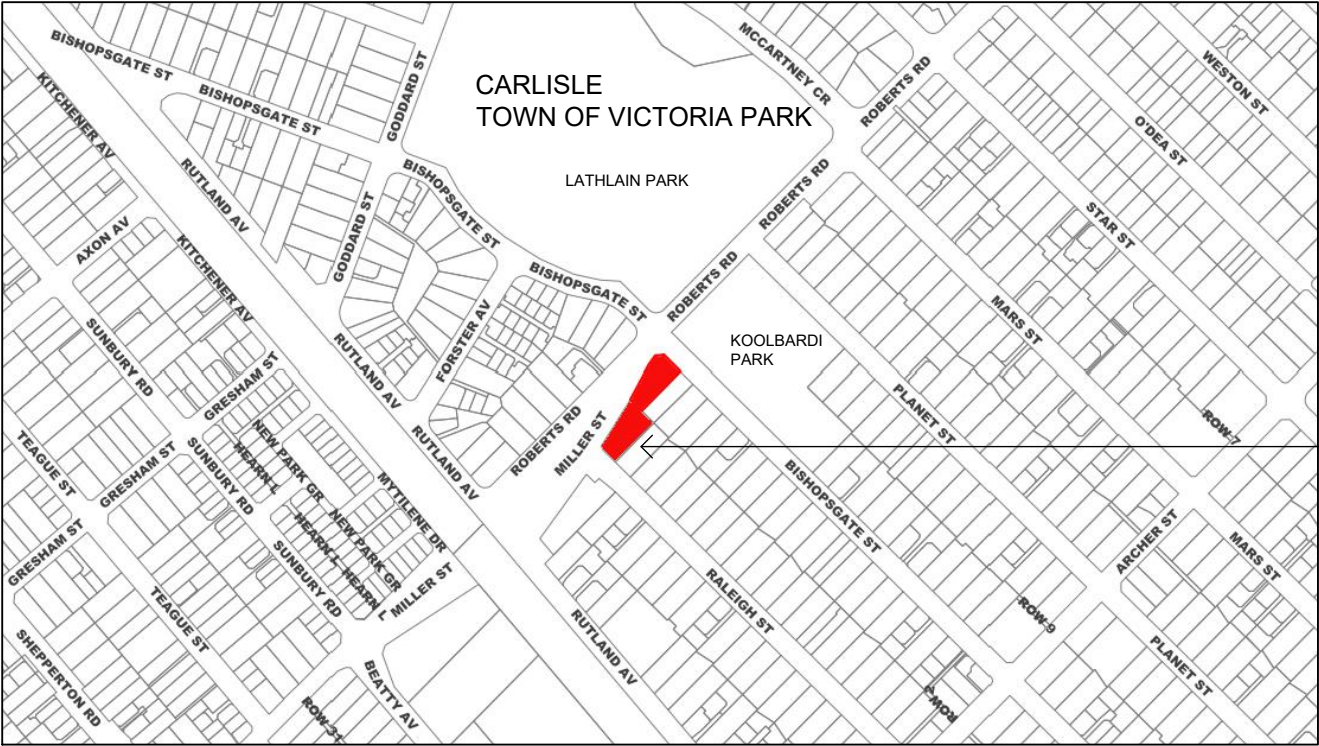 BISHOPSGATE ST
KITCHENER AV
BISHOPSGATE ST
GODDARD ST
CARLISLE
TOWN OF VICTORIA PARK
LATHLAIN PARK
MCCARTNEY CR
ROBERTS RD
WESTON ST
O'DEA ST
RUTLAND AV
BISHOPSGATE ST
ROBERTS RD
STAR ST
AXON AV
KITCHENER AV
GODDARD ST
BISHOPSGATE ST
ROBERTS RD
MARS ST
SUNBURY RD
RUTLAND AV
FORSTER AV
KOOLBARDI
PARK
GRESHAM ST
PLANET ST
ROW-7
TEAGUE ST
GRESHAM ST
SUNBURY RD
NEW PARK GR
HEARN L
RUTLAND AV
ROBERTS RD
MILLER ST
BISHOPSGATE ST
MYTILENE DR
GRESHAM ST
HEARN L
NEW PARK GR
HEARN L
SUNBURY RD
MILLER ST
ARCHER ST
MARS ST
RALEIGH ST
TEAGUE ST
RUTLAND AV
ROW-9
SHEPPERTON RD
BEATTY AV
ROW-31
PLANET ST
ROW-2